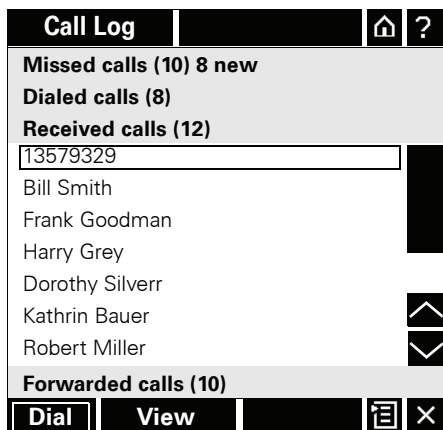 Call Log ?
Missed calls (10) 8 new
Dialed calls (8)
Received calls (12)
13579329
Bill Smith
Frank Goodman
Harry Grey
Dorothy Silverr
Kathrin Bauer
Robert Miller
Forwarded calls (10)
Dial View